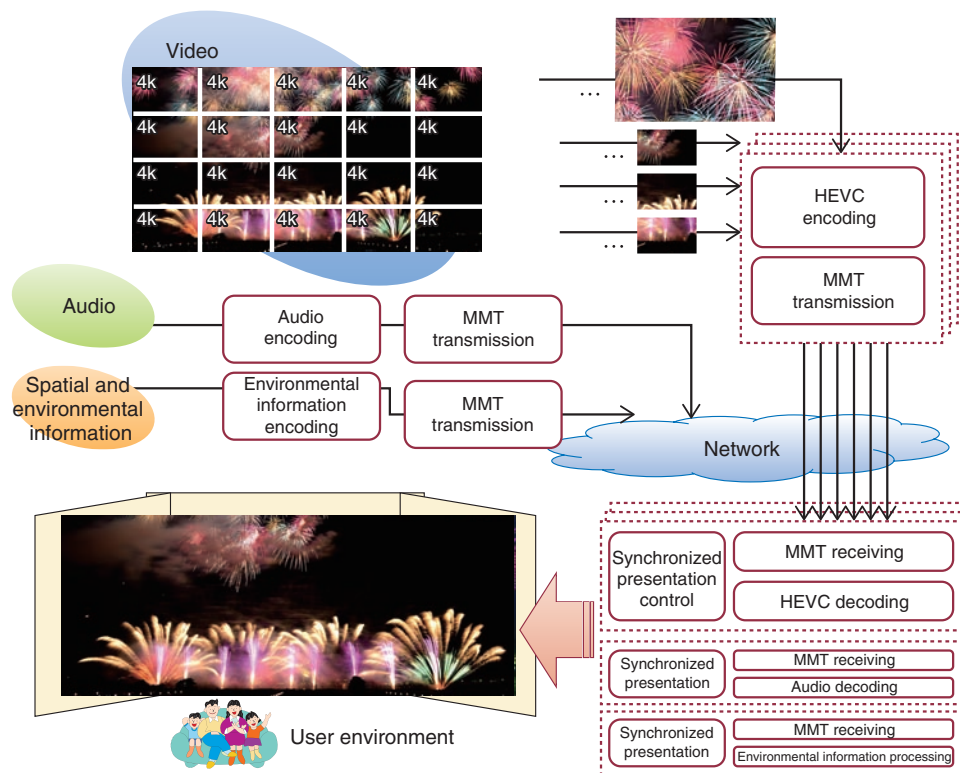 Video
4k 4k 4k 4k 4k
4k 4k 4k 4k 4k
4k 4k 4k 4k 4k
4k 4k 4k 4k 4k
...
...
...
...
HEVC
encoding
MMT
transmission
Audio
Audio
encoding
MMT
transmission
Spatial and
environmental
information
Environmental
information
encoding
MMT
transmission
Network
Synchronized
presentation
control
MMT receiving
HEVC decoding
Synchronized
presentation
MMT receiving
Audio decoding
Synchronized
presentation
MMT receiving
Environmental information processing
User environment